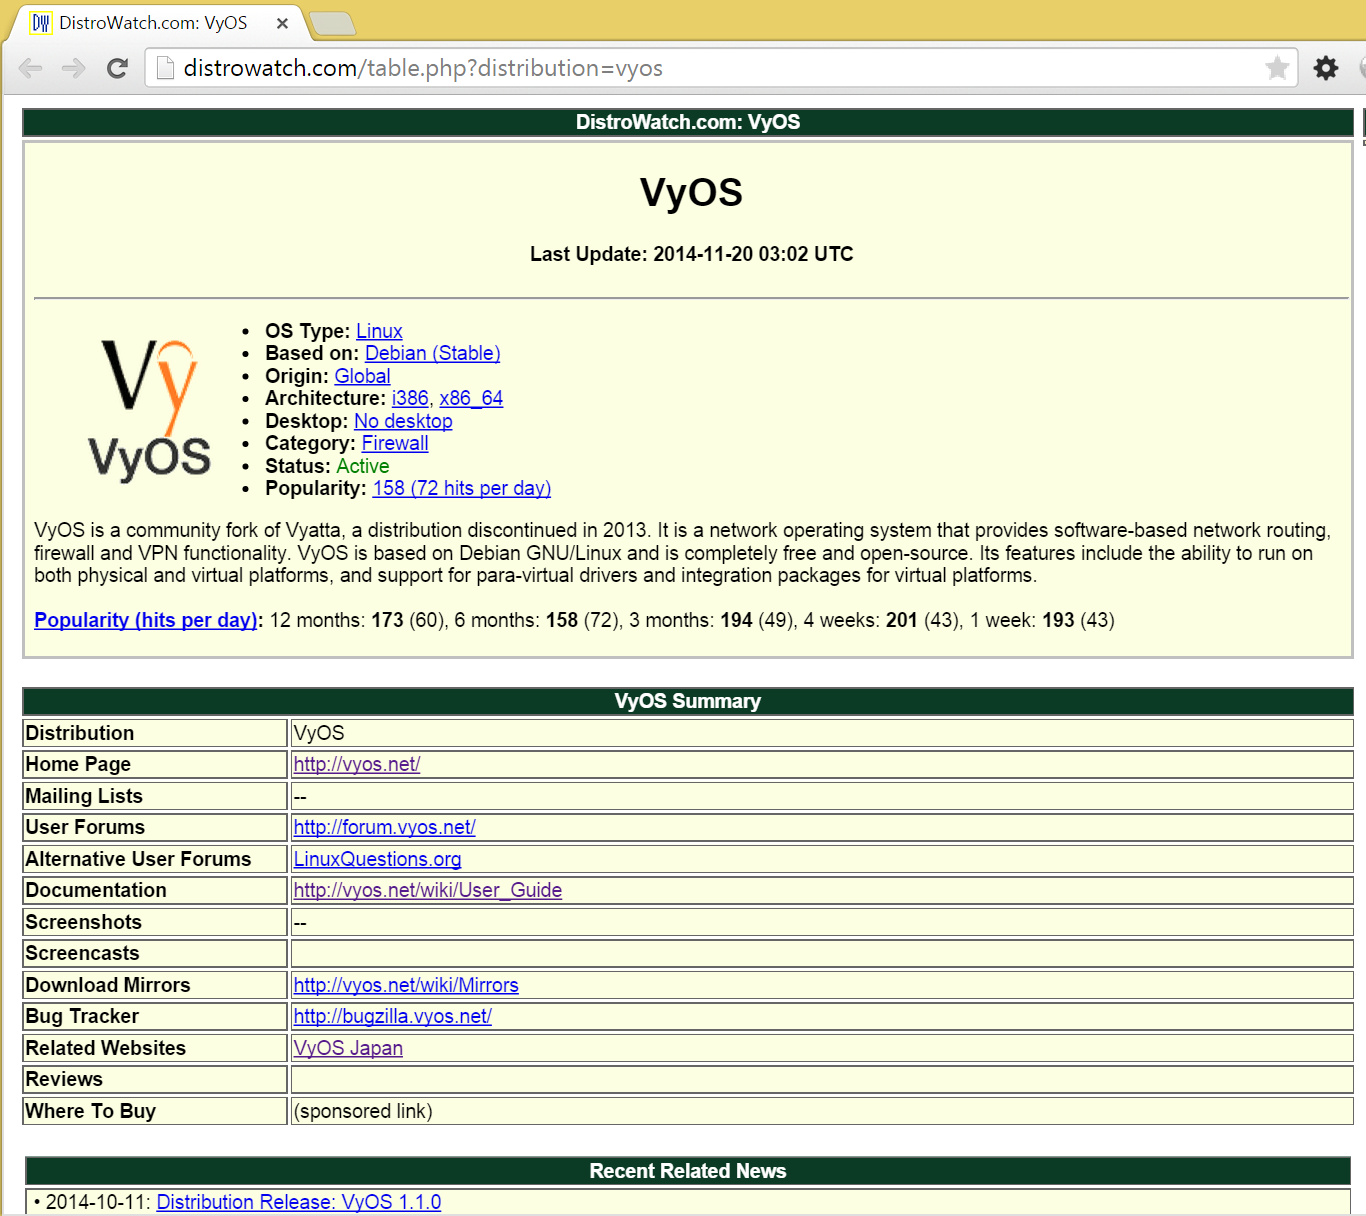 DistroWatch.com: VyOS
distrowatch.com/table.php?distribution=vyos
DistroWatch.com: VyOS
VyOS
Last Update: 2014-11-20 03:02 UTC
Vy
VyOS
• OS Type: Linux
• Based on: Debian (Stable)
• Origin: Global
• Architecture: i386, x86_64
• Desktop: No desktop
• Category: Firewall
• Status: Active
• Popularity: 158 (72 hits per day)
VyOS is a community fork of Vyatta, a distribution discontinued in 2013. It is a network operating system that provides software-based network routing,
firewall and VPN functionality. VyOS is based on Debian GNU/Linux and is completely free and open-source. Its features include the ability to run on
both physical and virtual platforms, and support for para-virtual drivers and integration packages for virtual platforms.
Popularity (hits per day): 12 months: 173 (60), 6 months: 158 (72), 3 months: 194 (49), 4 weeks: 201 (43), 1 week: 193 (43)
VyOS Summary
Distribution VyOS
Home Page http://vyos.net/
Mailing Lists --
User Forums http://forum.vyos.net/
Alternative User Forums LinuxQuestions.org
Documentation http://vyos.net/wiki/User_Guide
Screenshots --
Screencasts
Download Mirrors http://vyos.net/wiki/Mirrors
Bug Tracker http://bugzilla.vyos.net/
Related Websites VyOS Japan
Reviews
Where To Buy (sponsored link)
Recent Related News
• 2014-10-11: Distribution Release: VyOS 1.1.0